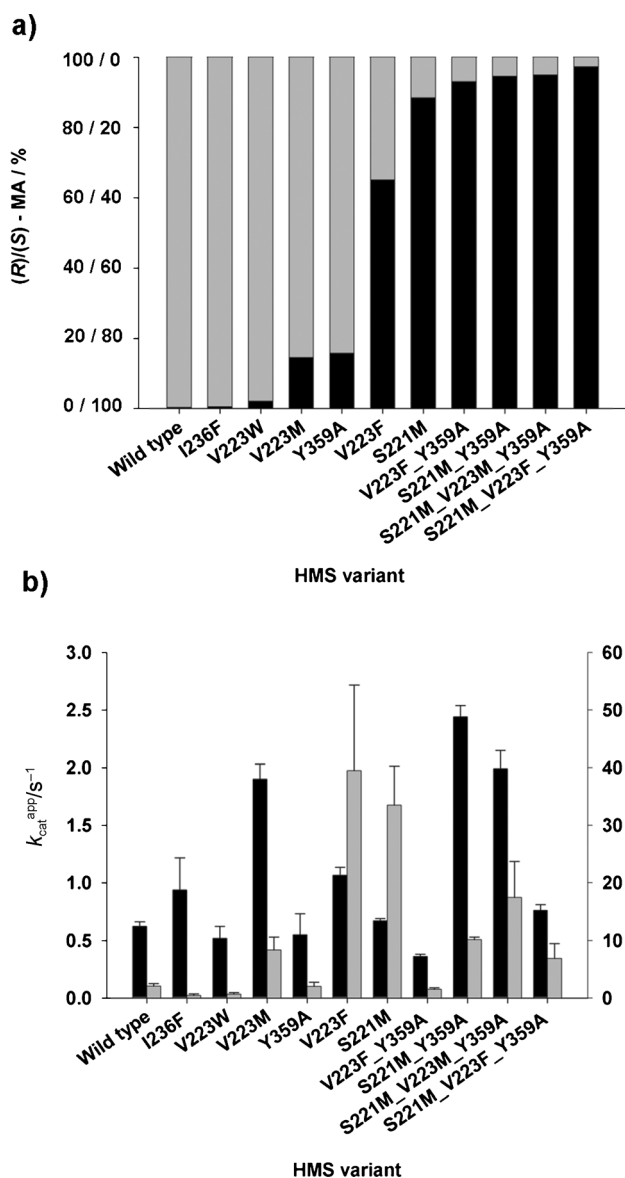 a)
100 / 0
80 / 20
60 / 40
40 / 60
20 / 80
0 / 100
(R)/(S) - MA / %
Wild type
I236F
V223W
V223M
Y359A
V223F
S221M
V223F_Y359A
S221M_Y359A
S221M_V223M_Y359A
S221M_V223F_Y359A
HMS variant
b)
3.0
2.5
2.0
1.5
1.0
0.5
0.0
kcat^app/s⁻¹
60
50
40
30
20
10
0
Wild type
I236F
V223W
V223M
Y359A
V223F
S221M
V223F_Y359A
S221M_Y359A
S221M_V223M_Y359A
S221M_V223F_Y359A
HMS variant